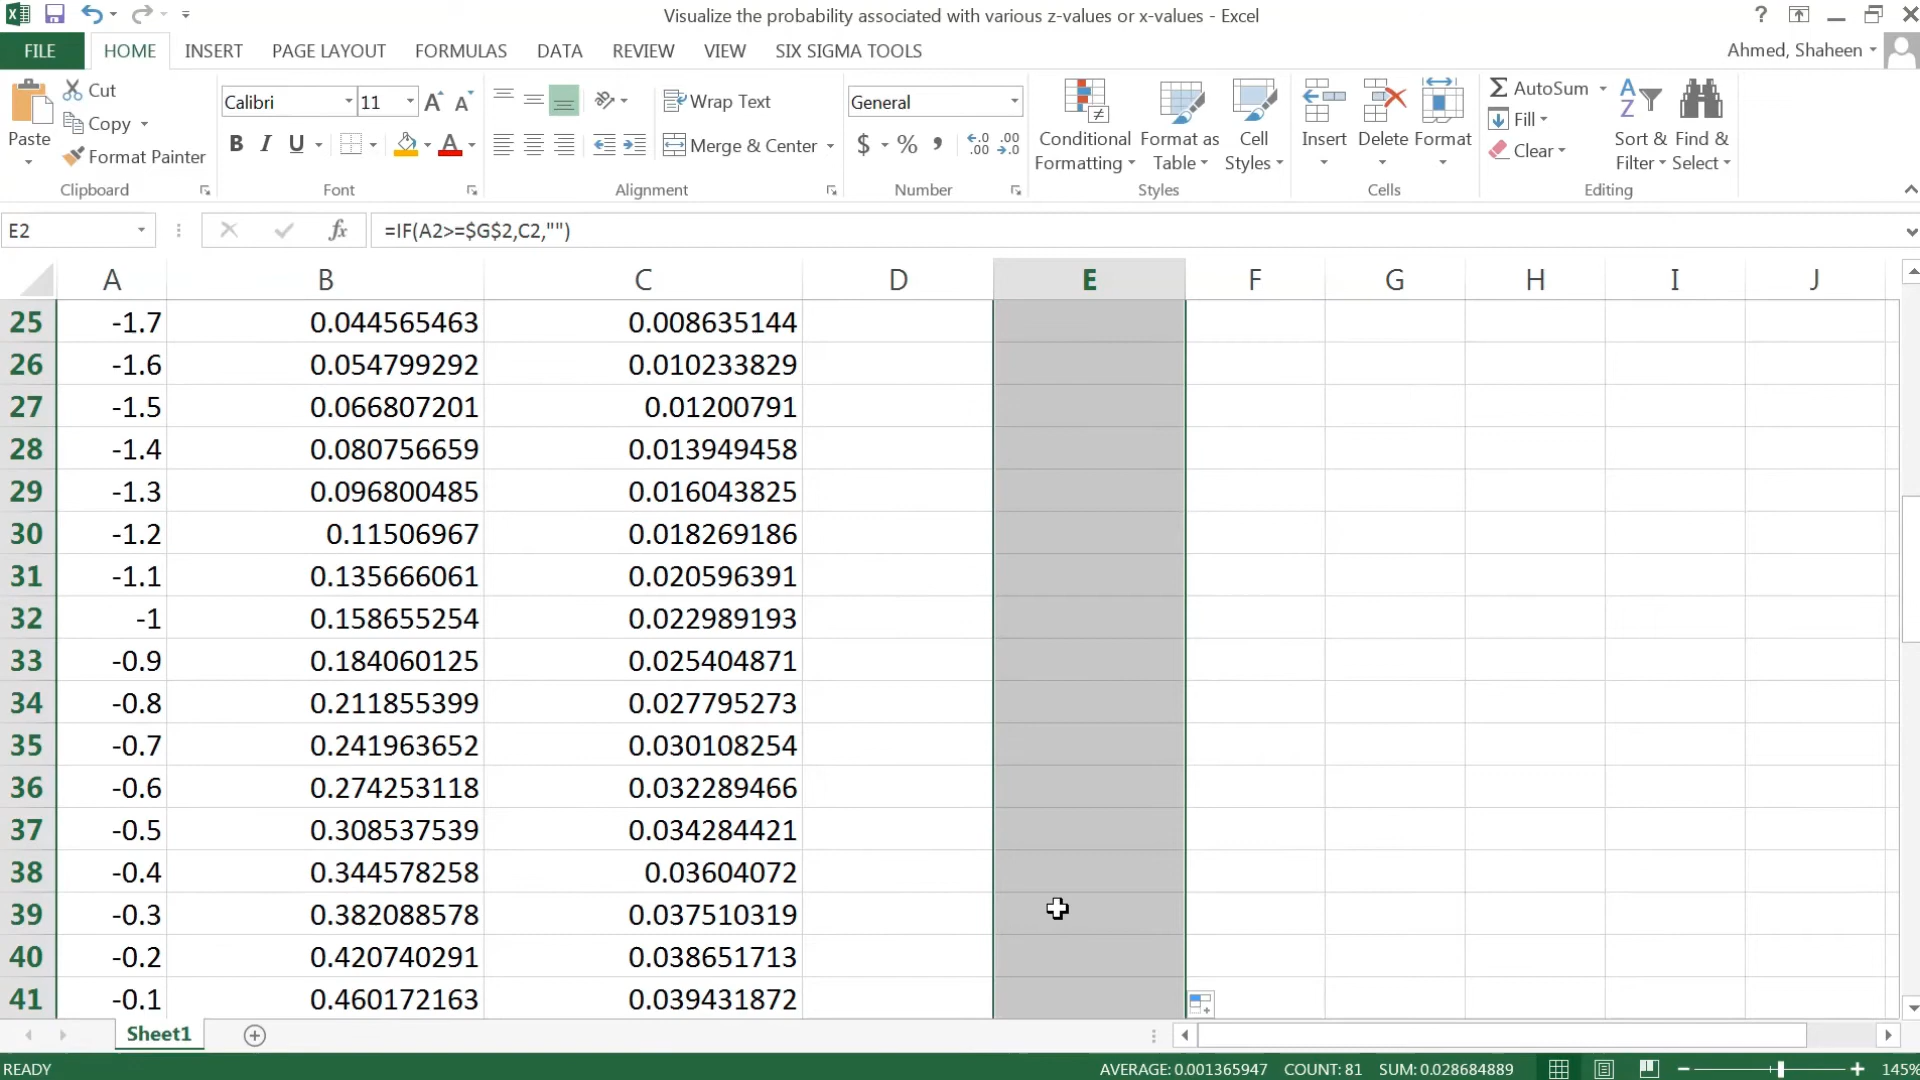 Visualize the probability associated with various z-values or x-values - Excel
FILE HOME INSERT PAGE LAYOUT FORMULAS DATA REVIEW VIEW SIX SIGMA TOOLS Ahmed, Shaheen
Paste
Cut
Copy
Format Painter
Clipboard
Calibri 11
B I U
Font
Wrap Text
Merge & Center
Alignment
General
$ % ,
Number
Conditional Formatting
Format as Table
Cell Styles
Styles
Insert Delete Format
Cells
AutoSum
Fill
Clear
Sort & Filter
Find & Select
Editing
E2 fx =IF(A2>=$G$2,C2,"")
A B C D E F G H I J
25 -1.7 0.044565463 0.008635144
26 -1.6 0.054799292 0.010233829
27 -1.5 0.066807201 0.01200791
28 -1.4 0.080756659 0.013949458
29 -1.3 0.096800485 0.016043825
30 -1.2 0.11506967 0.018269186
31 -1.1 0.135666061 0.020596391
32 -1 0.158655254 0.022989193
33 -0.9 0.184060125 0.025404871
34 -0.8 0.211855399 0.027795273
35 -0.7 0.241963652 0.030108254
36 -0.6 0.274253118 0.032289466
37 -0.5 0.308537539 0.034284421
38 -0.4 0.344578258 0.03604072
39 -0.3 0.382088578 0.037510319
40 -0.2 0.420740291 0.038651713
41 -0.1 0.460172163 0.039431872
Sheet1
READY AVERAGE: 0.001365947 COUNT: 81 SUM: 0.028684889 145%